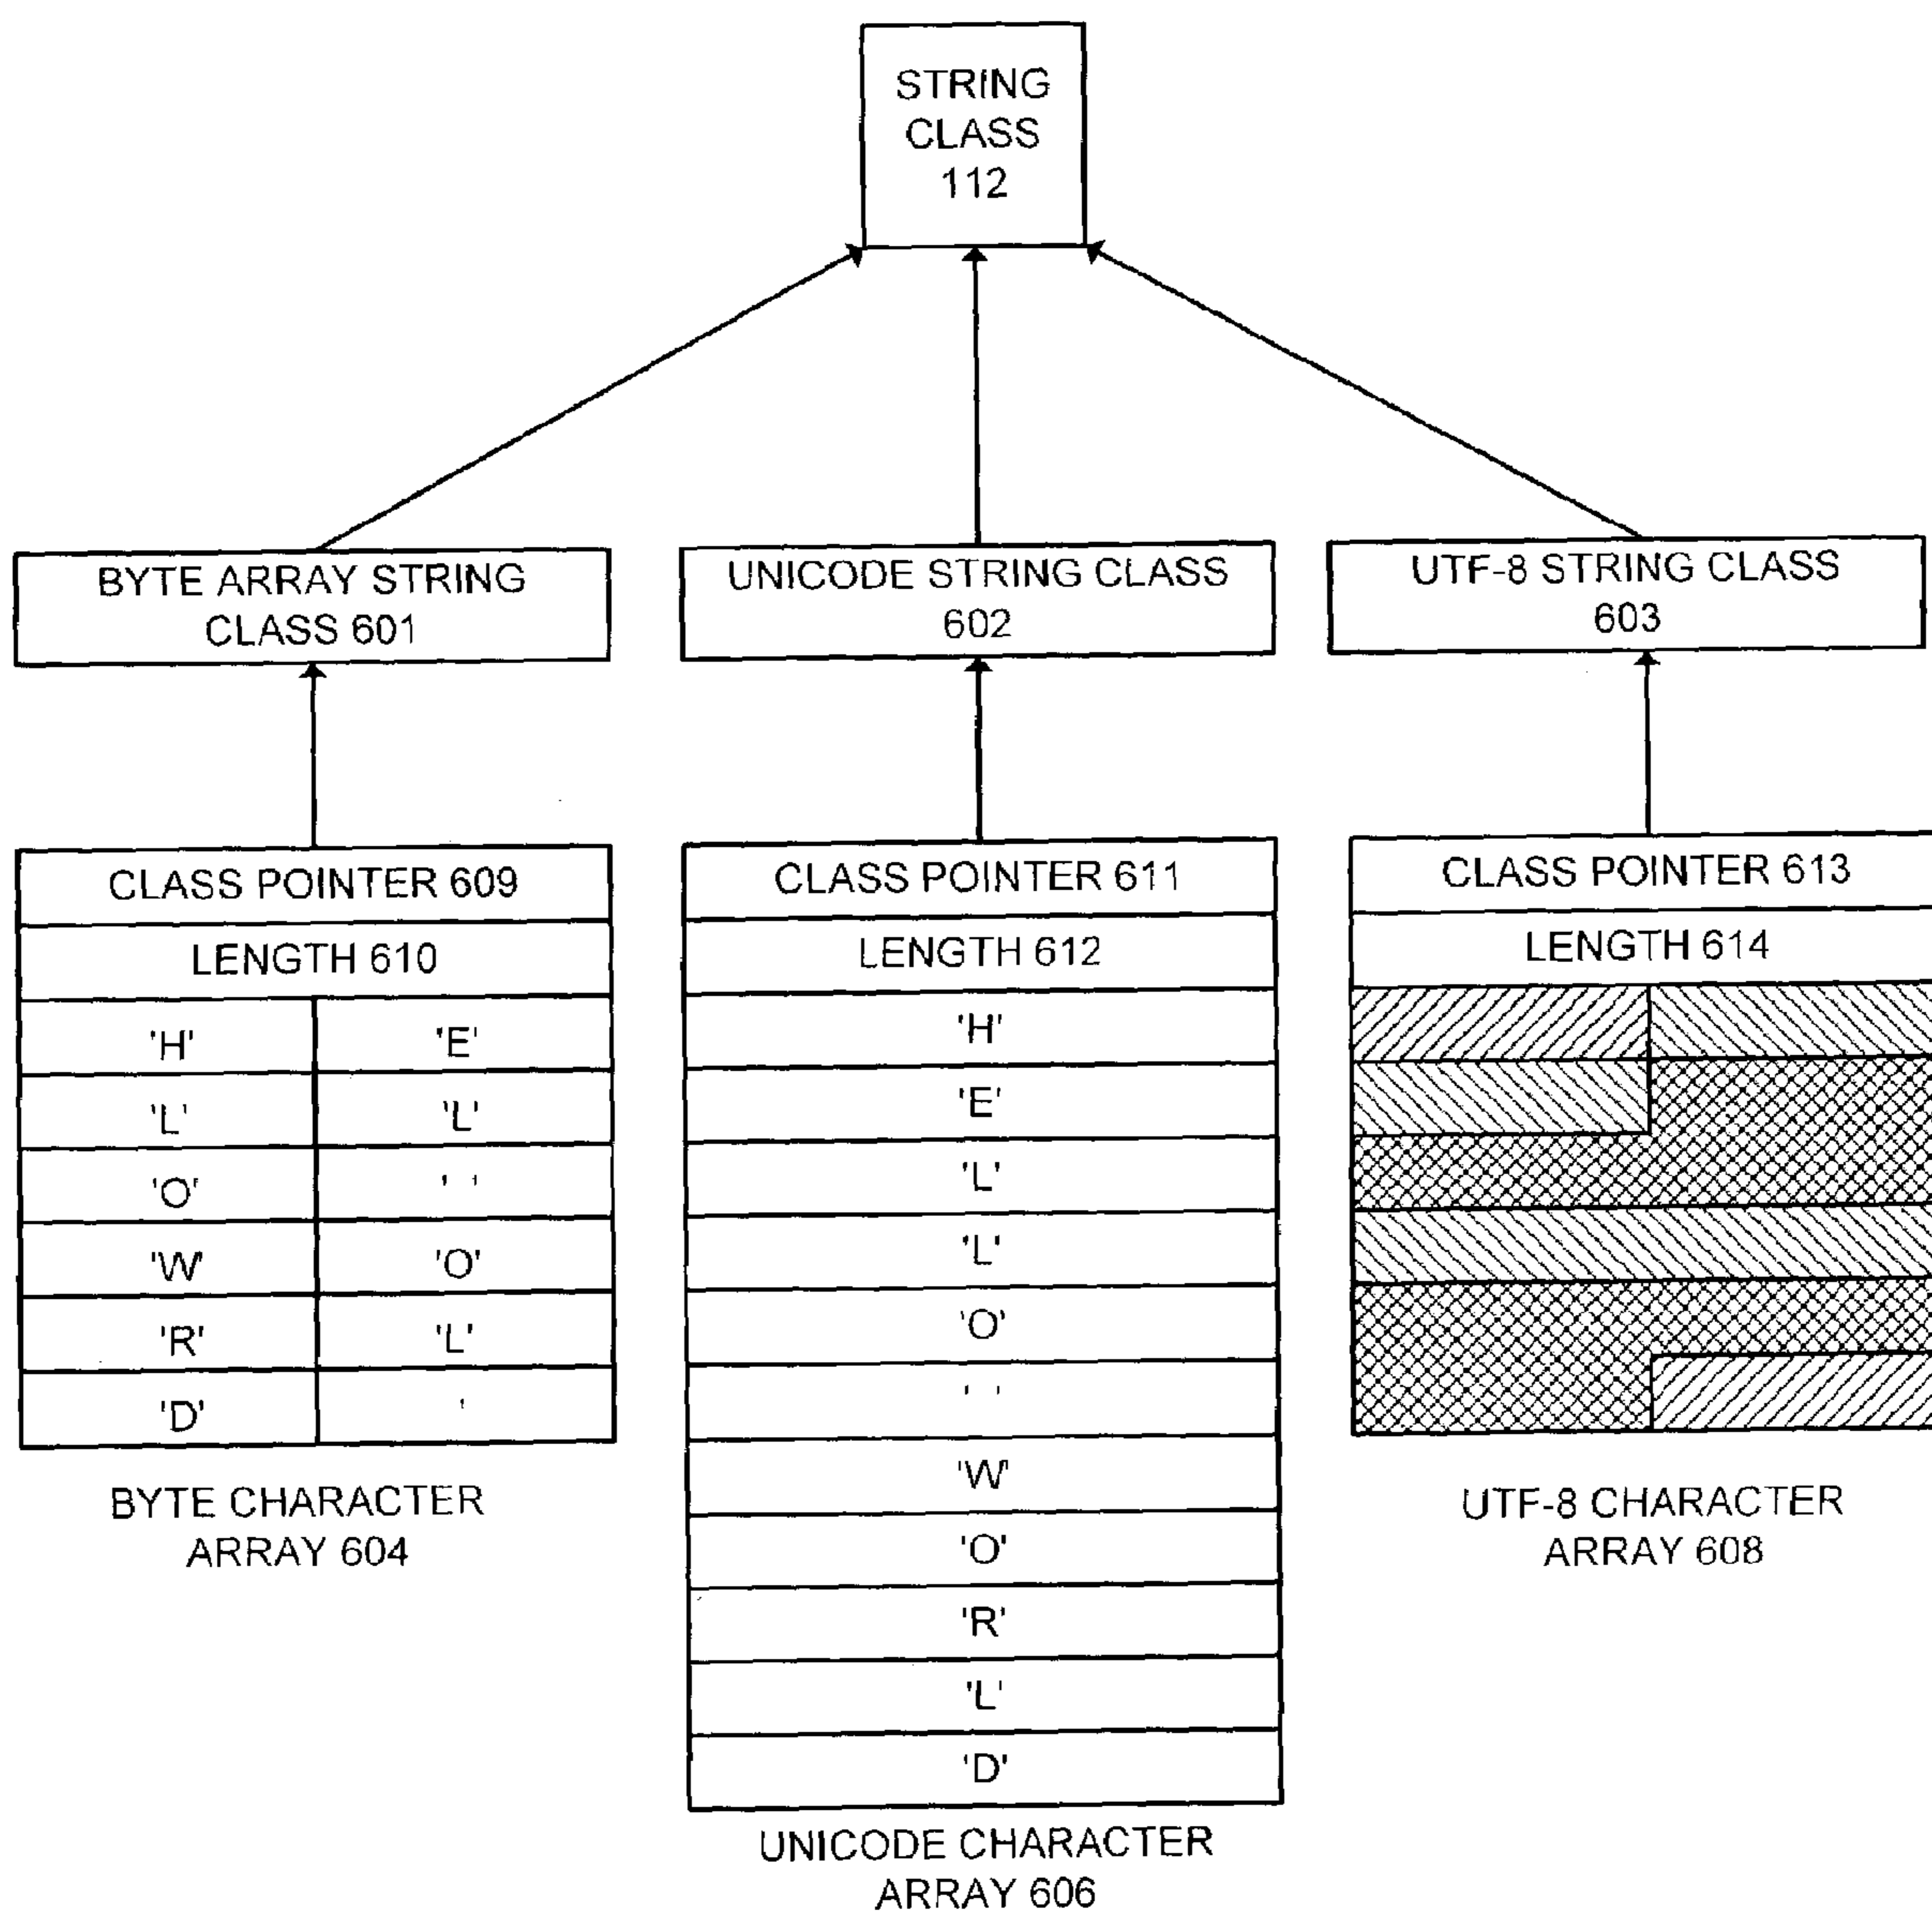 STRING
CLASS
112
BYTE ARRAY STRING
CLASS 601
UNICODE STRING CLASS
602
UTF-8 STRING CLASS
603
CLASS POINTER 609
LENGTH 610
'H' 'E'
'L' 'L'
'O' ' '
'W' 'O'
'R' 'L'
'D' '
BYTE CHARACTER
ARRAY 604
CLASS POINTER 611
LENGTH 612
'H'
'E'
'L'
'L'
'O'
' '
'W'
'O'
'R'
'L'
'D'
UNICODE CHARACTER
ARRAY 606
CLASS POINTER 613
LENGTH 614
UTF-8 CHARACTER
ARRAY 608